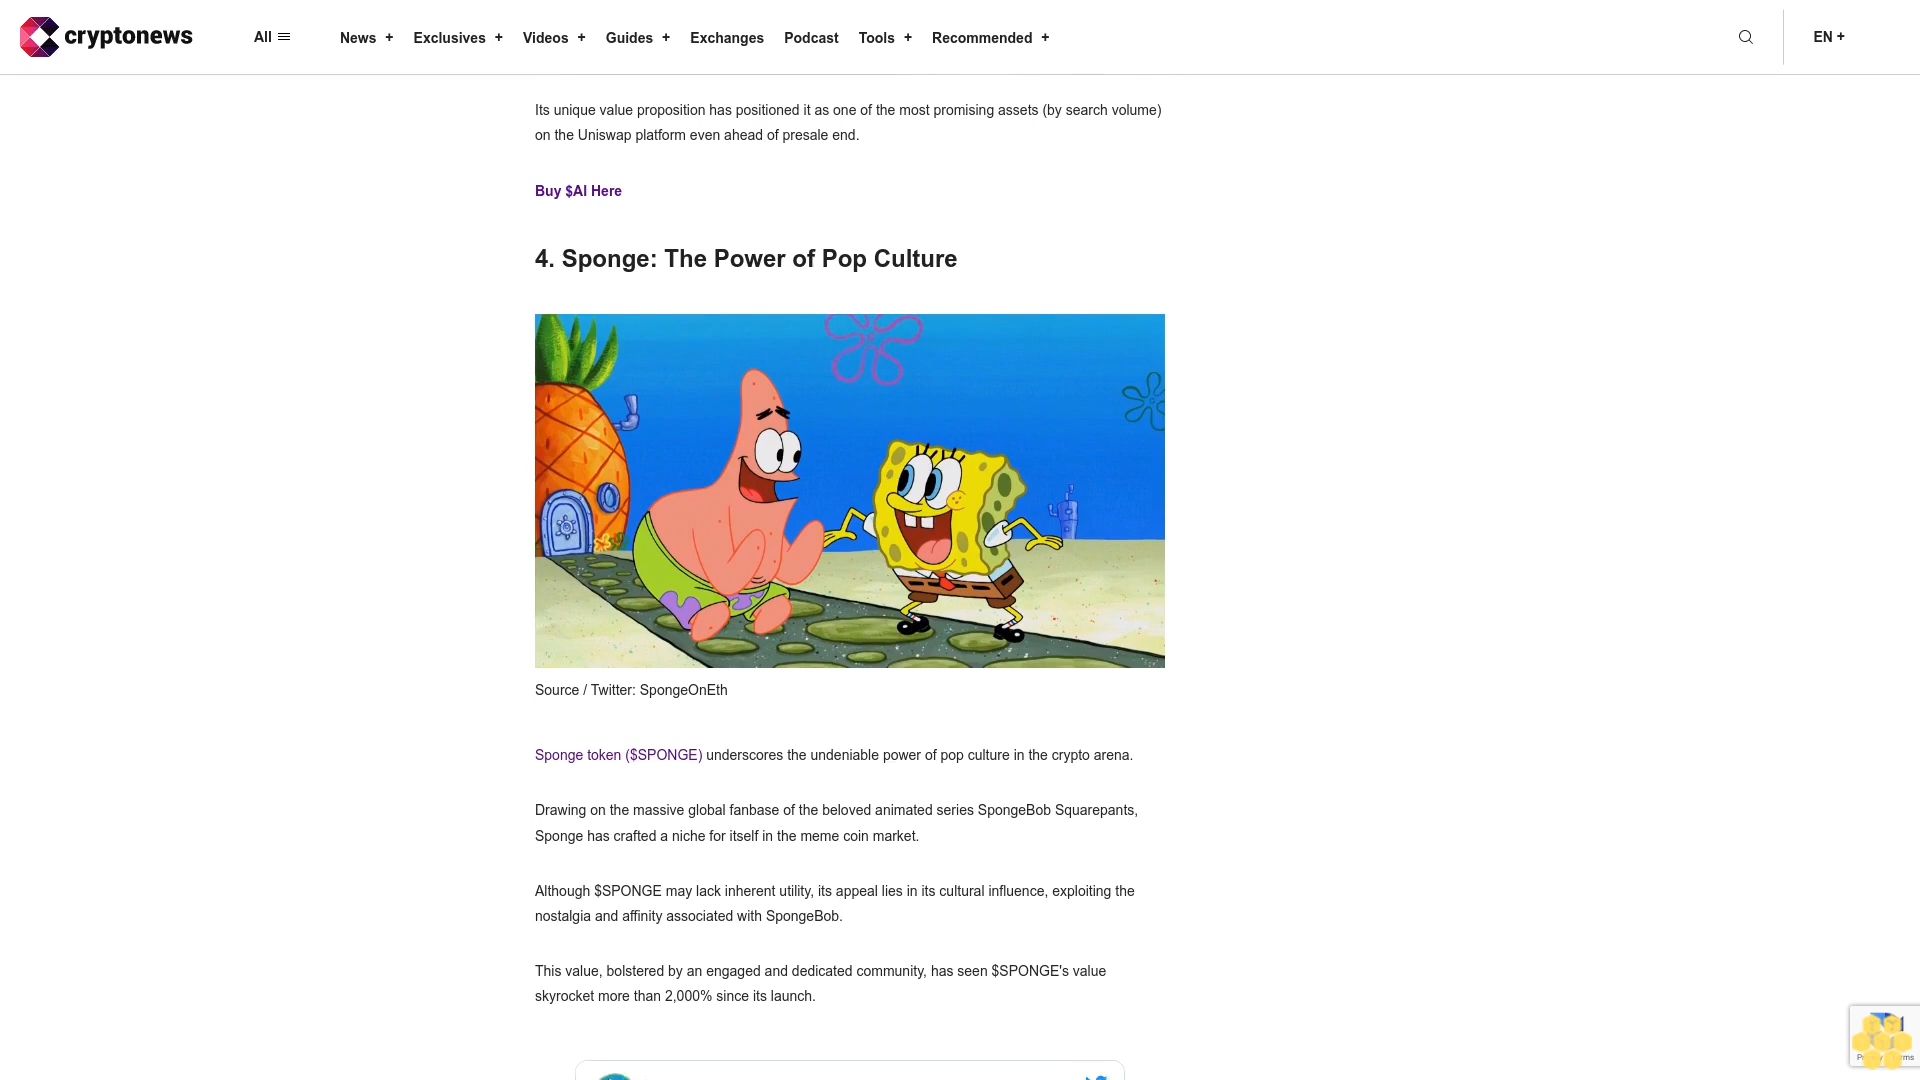 cryptonews
All
News +
Exclusives +
Videos +
Guides +
Exchanges
Podcast
Tools +
Recommended +
EN +
Its unique value proposition has positioned it as one of the most promising assets (by search volume)
on the Uniswap platform even ahead of presale end.
Buy $AI Here
4. Sponge: The Power of Pop Culture
Source / Twitter: SpongeOnEth
Sponge token ($SPONGE) underscores the undeniable power of pop culture in the crypto arena.
Drawing on the massive global fanbase of the beloved animated series SpongeBob Squarepants,
Sponge has crafted a niche for itself in the meme coin market.
Although $SPONGE may lack inherent utility, its appeal lies in its cultural influence, exploiting the
nostalgia and affinity associated with SpongeBob.
This value, bolstered by an engaged and dedicated community, has seen $SPONGE's value
skyrocket more than 2,000% since its launch.